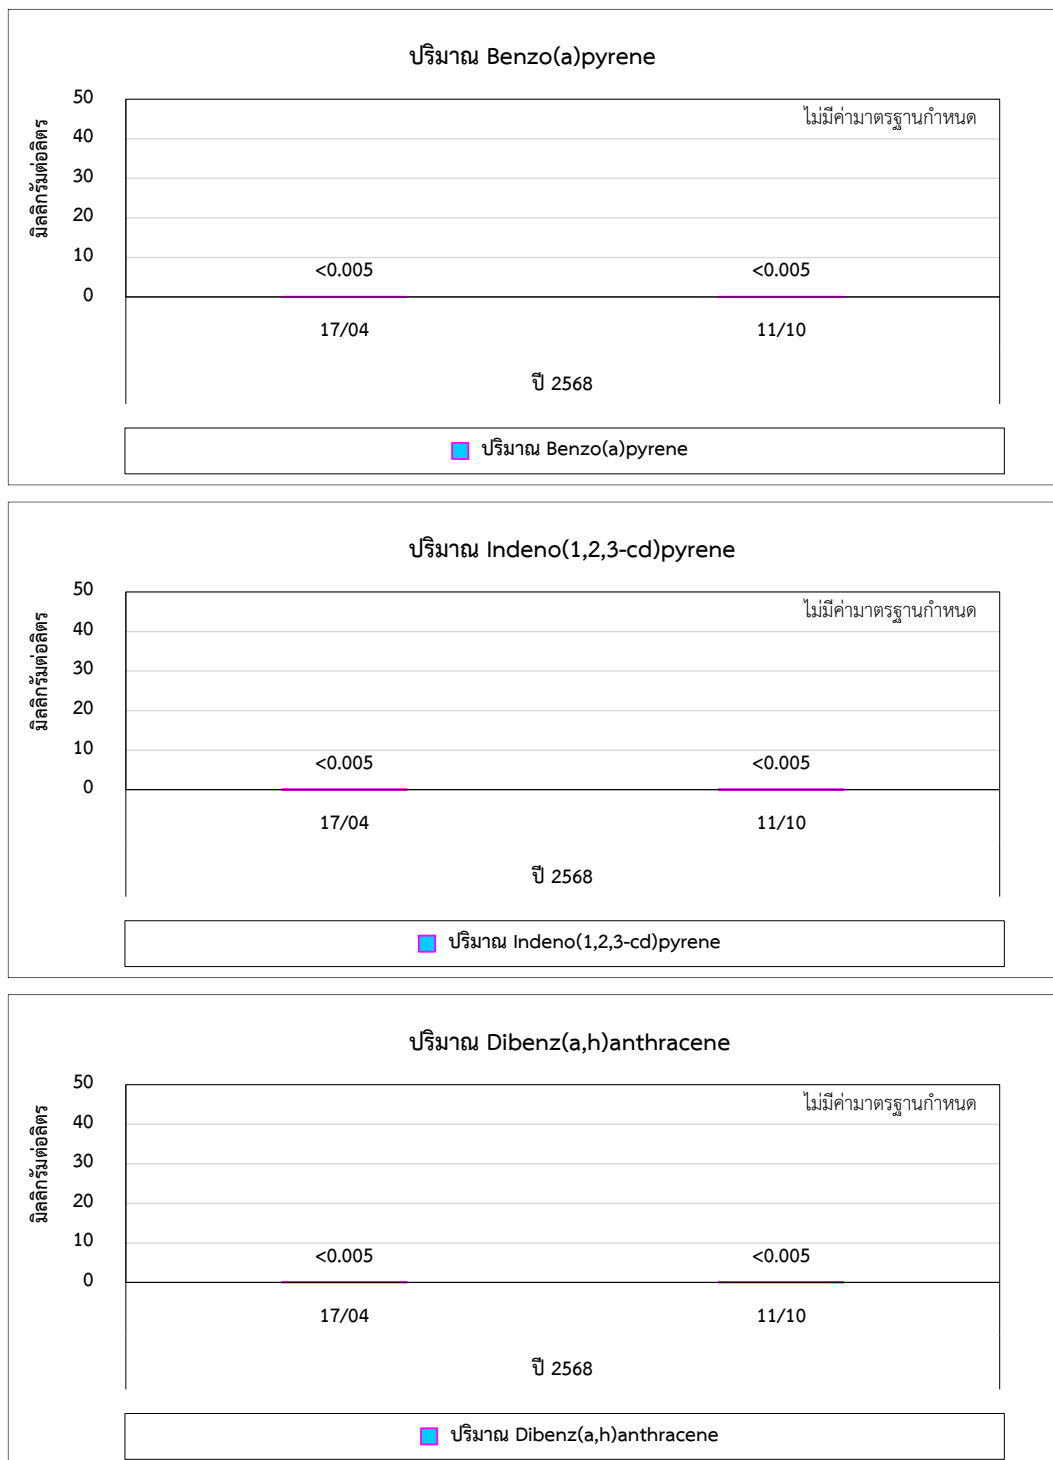 ปริมาณ Benzo(a)pyrene
มิลลิกรัมต่อลิตร
50
40
30
20
10
0
ไม่มีค่ามาตรฐานกำหนด
<0.005 <0.005
17/04 11/10
ปี 2568
ปริมาณ Benzo(a)pyrene
ปริมาณ Indeno(1,2,3-cd)pyrene
มิลลิกรัมต่อลิตร
50
40
30
20
10
0
ไม่มีค่ามาตรฐานกำหนด
<0.005 <0.005
17/04 11/10
ปี 2568
ปริมาณ Indeno(1,2,3-cd)pyrene
ปริมาณ Dibenz(a,h)anthracene
มิลลิกรัมต่อลิตร
50
40
30
20
10
0
ไม่มีค่ามาตรฐานกำหนด
<0.005 <0.005
17/04 11/10
ปี 2568
ปริมาณ Dibenz(a,h)anthracene